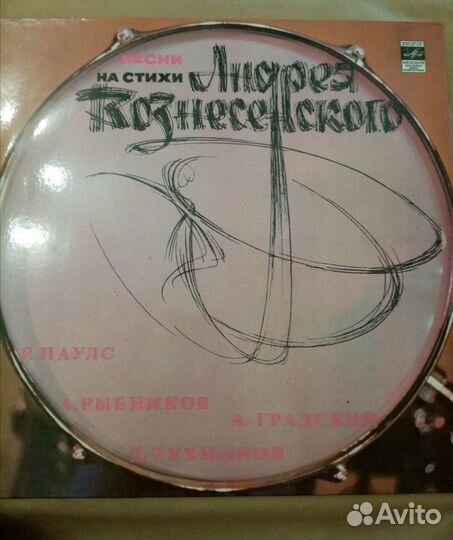 ПЕСНИ
НА СТИХИ Андрея
Вознесенского
Р. ПАУЛС
А. РЫБНИКОВ
А. ГРАДСКИЙ
Д. ТУХМАНОВ
Avito